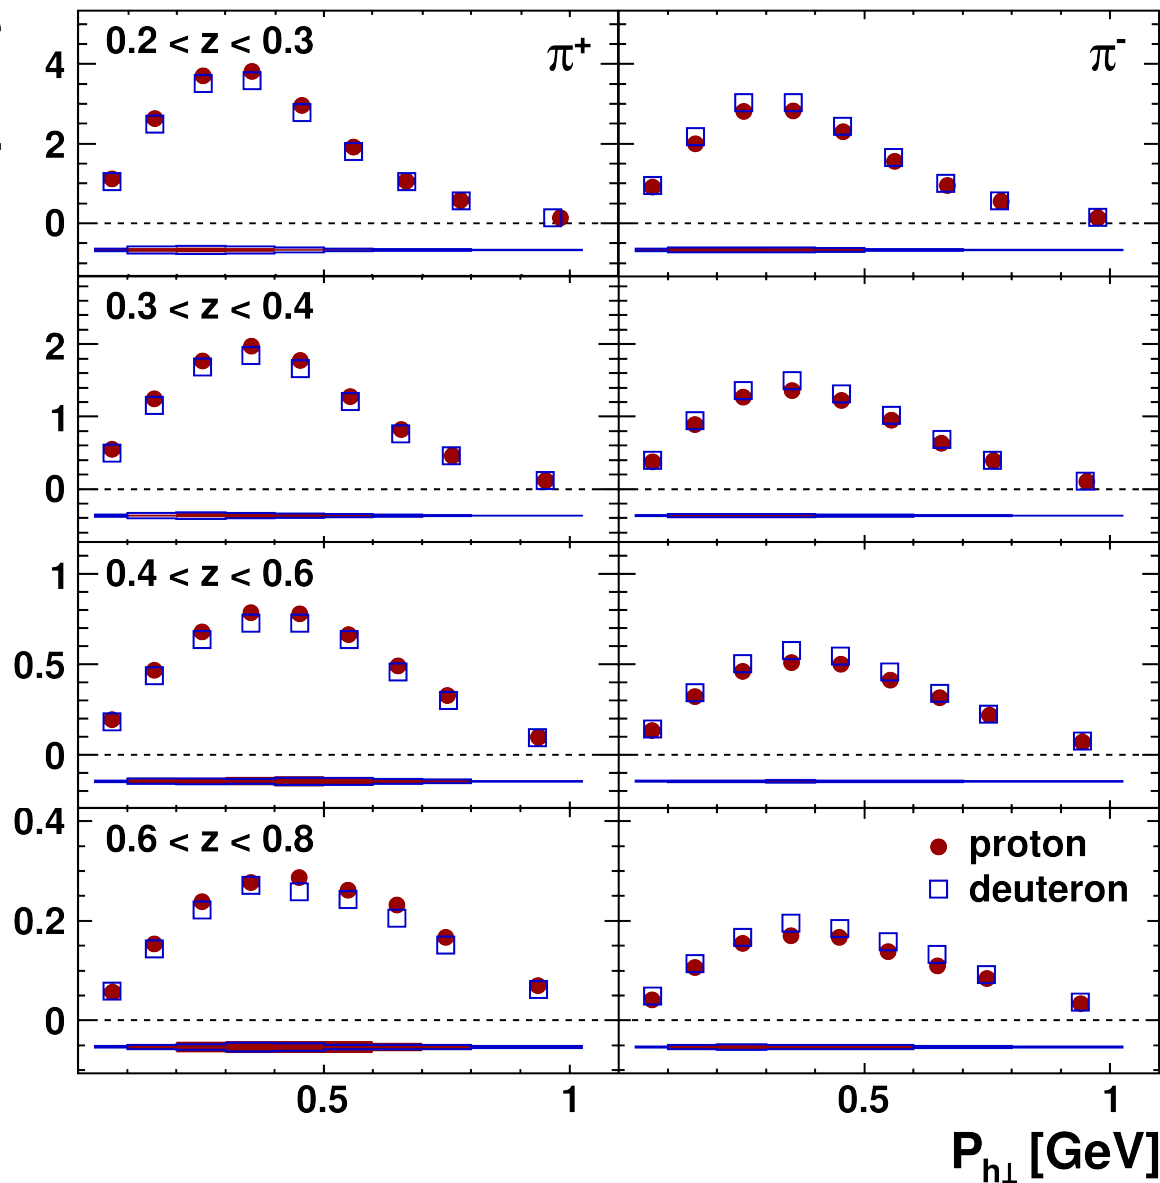 0.2 < z < 0.3
π+
π-
4
2
0
0.3 < z < 0.4
2
1
0
0.4 < z < 0.6
1
0.5
0
0.6 < z < 0.8
0.4
0.2
0
proton
deuteron
0.5
1
0.5
1
Ph⊥ [GeV]